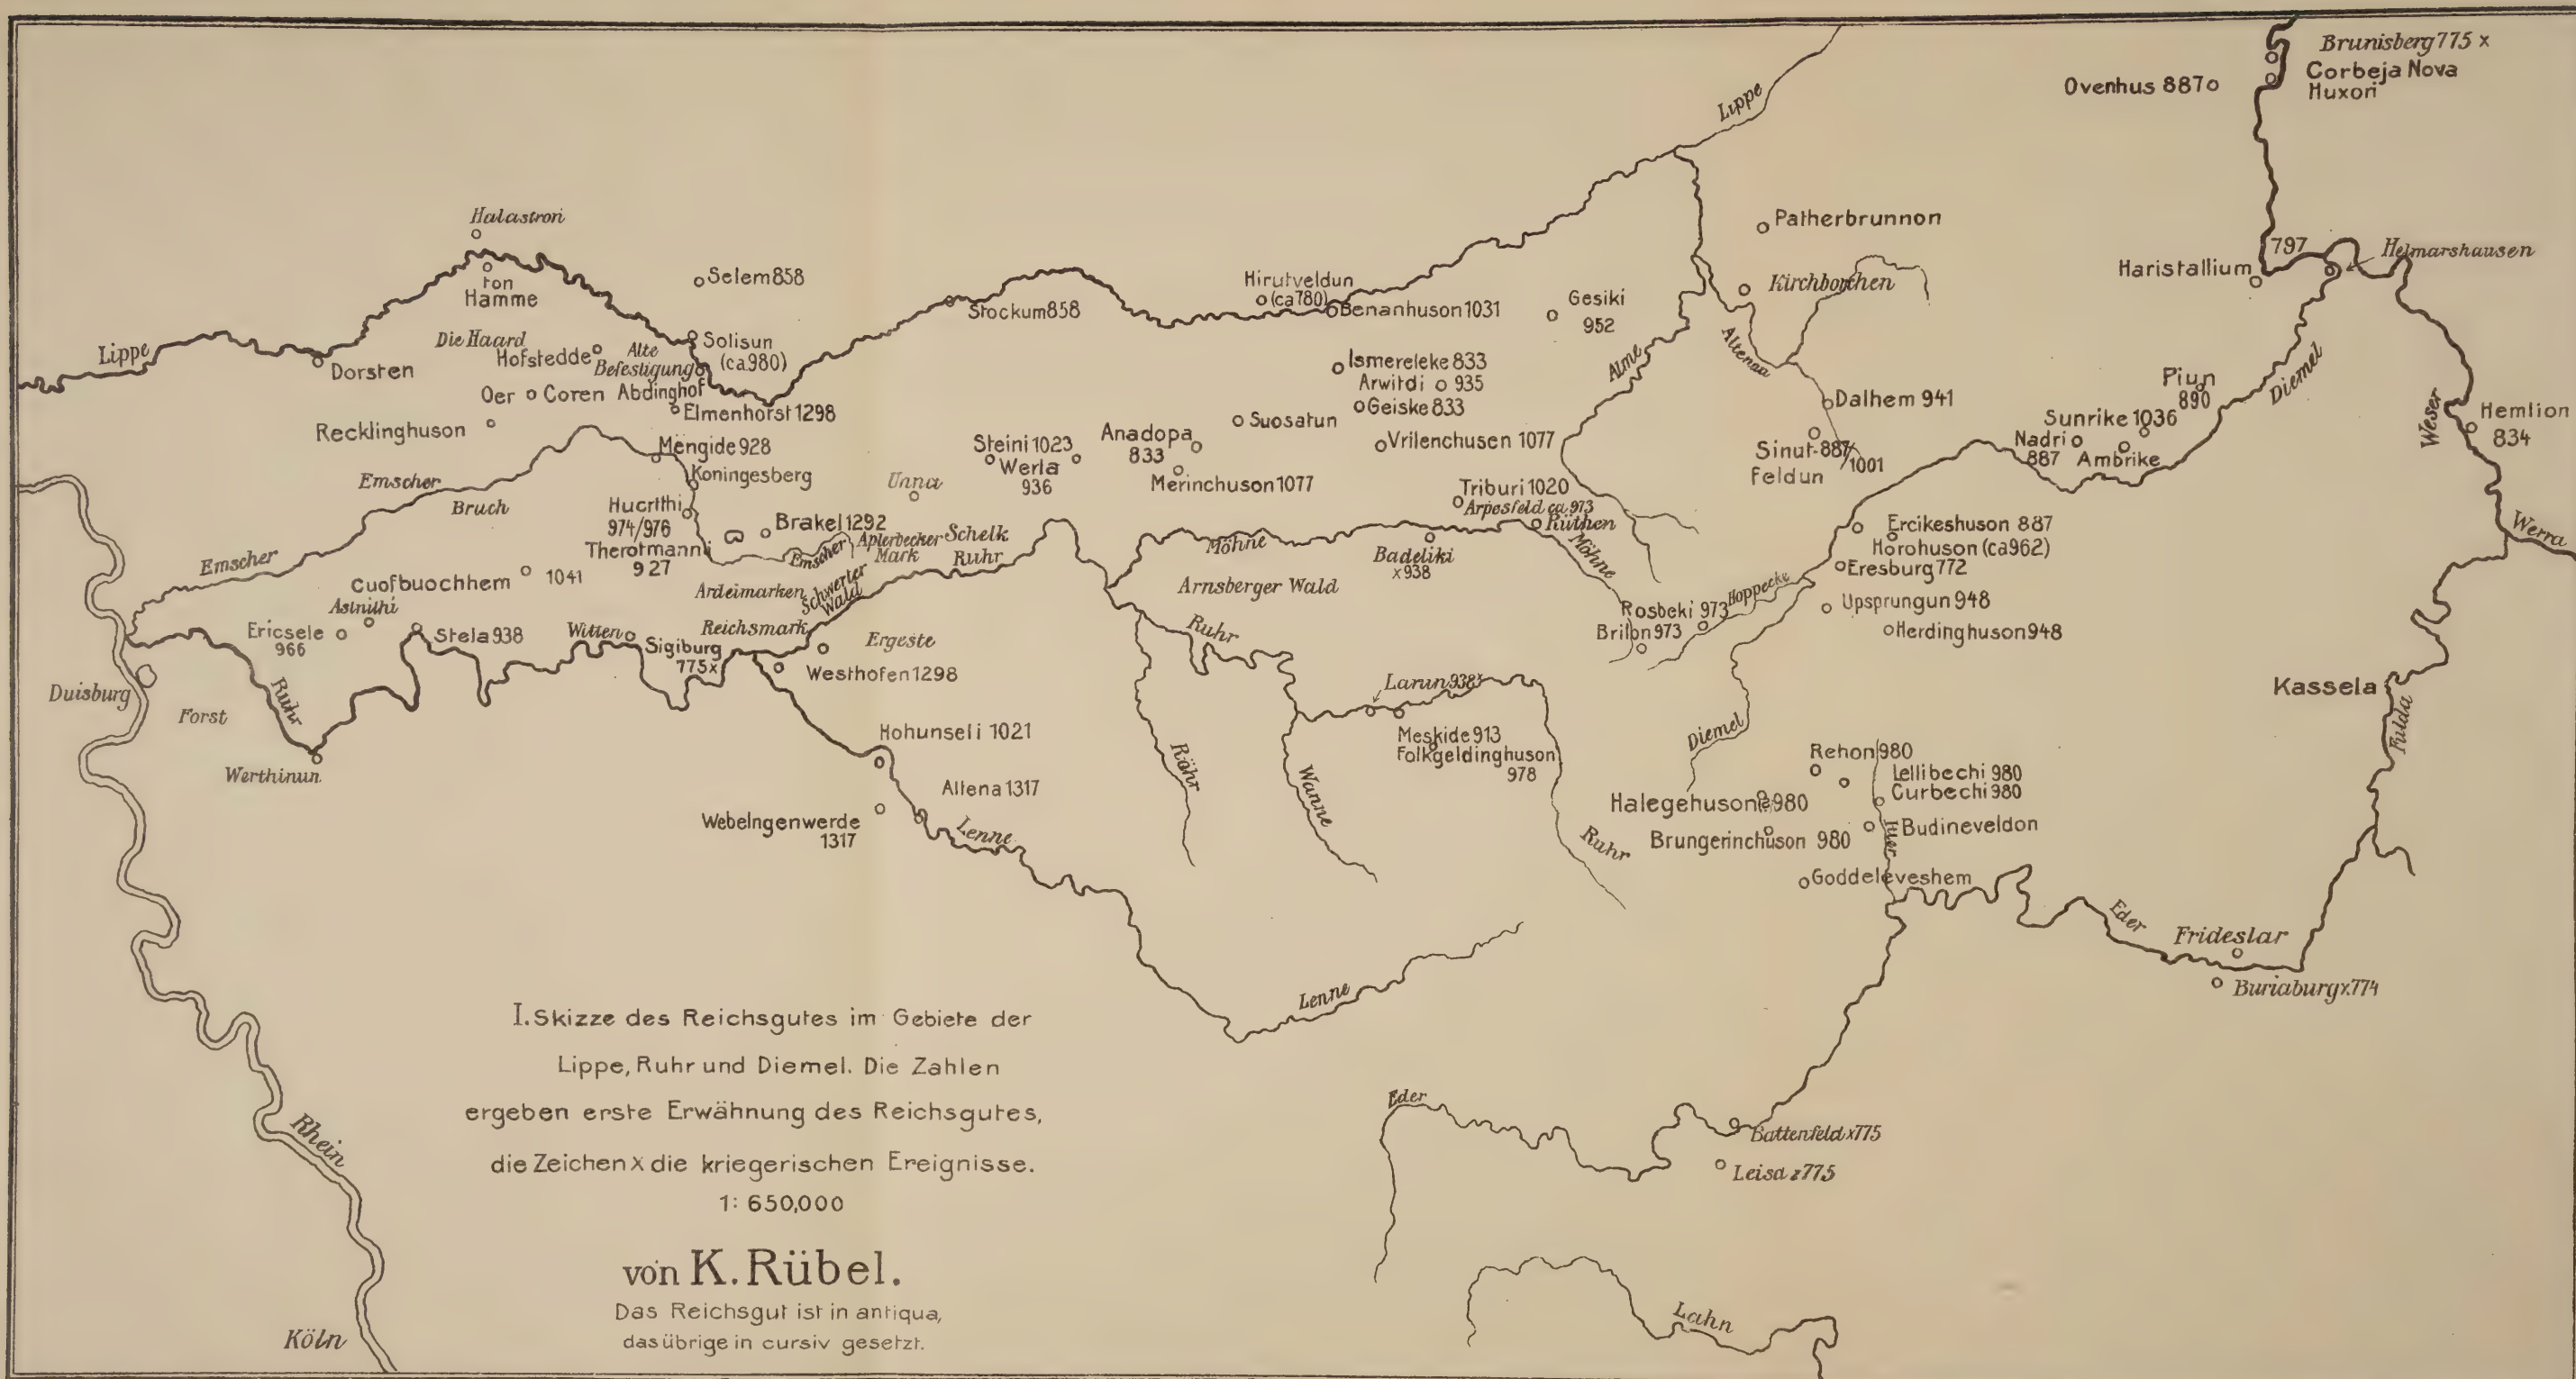 Brunisberg 775 x
Corbeja Nova
Huxori
Ovenhus 887
Lippe
Halastron
Patherbrunnon
797
Helmarshausen
Haristallium
ton
Hamme
Selem 858
Hirutveldun
(ca 780)
Kirchborchen
Stockum 858
Benanhuson 1031
Gesiki
952
Die Haard
Hofstedde
Alte
Befestigung
Solisun
(ca 980)
Lippe
Dorsten
Ismereleke 833
Alme
Altenau
Arwitdi 935
Oer
Coren
Abdinghof
Elmenhorst 1298
Geiske 833
Dalhem 941
Piun
890
Diemel
Recklinghuson
Suosatun
Sunrike 1036
Weser
Hemlion
834
Mengide 928
Steini 1023
Anadopa
833
Vrilenchusen 1077
Nadri
887
Ambrike
Werla
936
Sinut-
Feldun
887/1001
Koningesberg
Emscher
Bruch
Unna
Merinchuson 1077
Triburi 1020
Arpesfeld ca. 973
Rüthen
Hucrithi
974/976
Brakel 1292
Aplerbecker
Mark
Schelk
Ercikeshuson 887
Horohuson (ca 962)
Werra
Therotmanni
927
Emscher
Ruhr
Möhne
Badeliki
x 938
Möhne
Emscher
Eresburg 772
Cuofbuochhem
1041
Ardeimarken
Schwerter
Wald
Arnsberger Wald
Hoppecke
Astnithi
Rosbeki 973
Upsprungun 948
Ericsele
966
Stela 938
Witten
Reichsmark
Sigiburg
775 x
Ergeste
Ruhr
Brilon 973
Herdinghuson 948
Westhofen 1298
Duisburg
Forst
Ruhr
Larun 938 x
Kassela
Fulda
Hohunseli 1021
Meskide 913
Folkgeldinghuson
978
Diemel
Röhr
Wanne
Rehon 980
Werthinun
Lellibechi 980
Curbechi 980
Altena 1317
Halegehuson 980
Webelngenwerde
1317
Lenne
Ruhr
Brungerinchuson 980
Itter
Budineveldon
Goddeleveshem
Eder
Frideslar
Buriaburg x. 774
Lenne
Eder
Battenfeld x 775
Leisa 775
Rhein
Köln
Lahn
I. Skizze des Reichsgutes im Gebiete der
Lippe, Ruhr und Diemel. Die Zahlen
ergeben erste Erwähnung des Reichsgutes,
die Zeichen x die kriegerischen Ereignisse.
1: 650,000
von K. Rübel.
Das Reichsgut ist in antiqua,
das übrige in cursiv gesetzt.